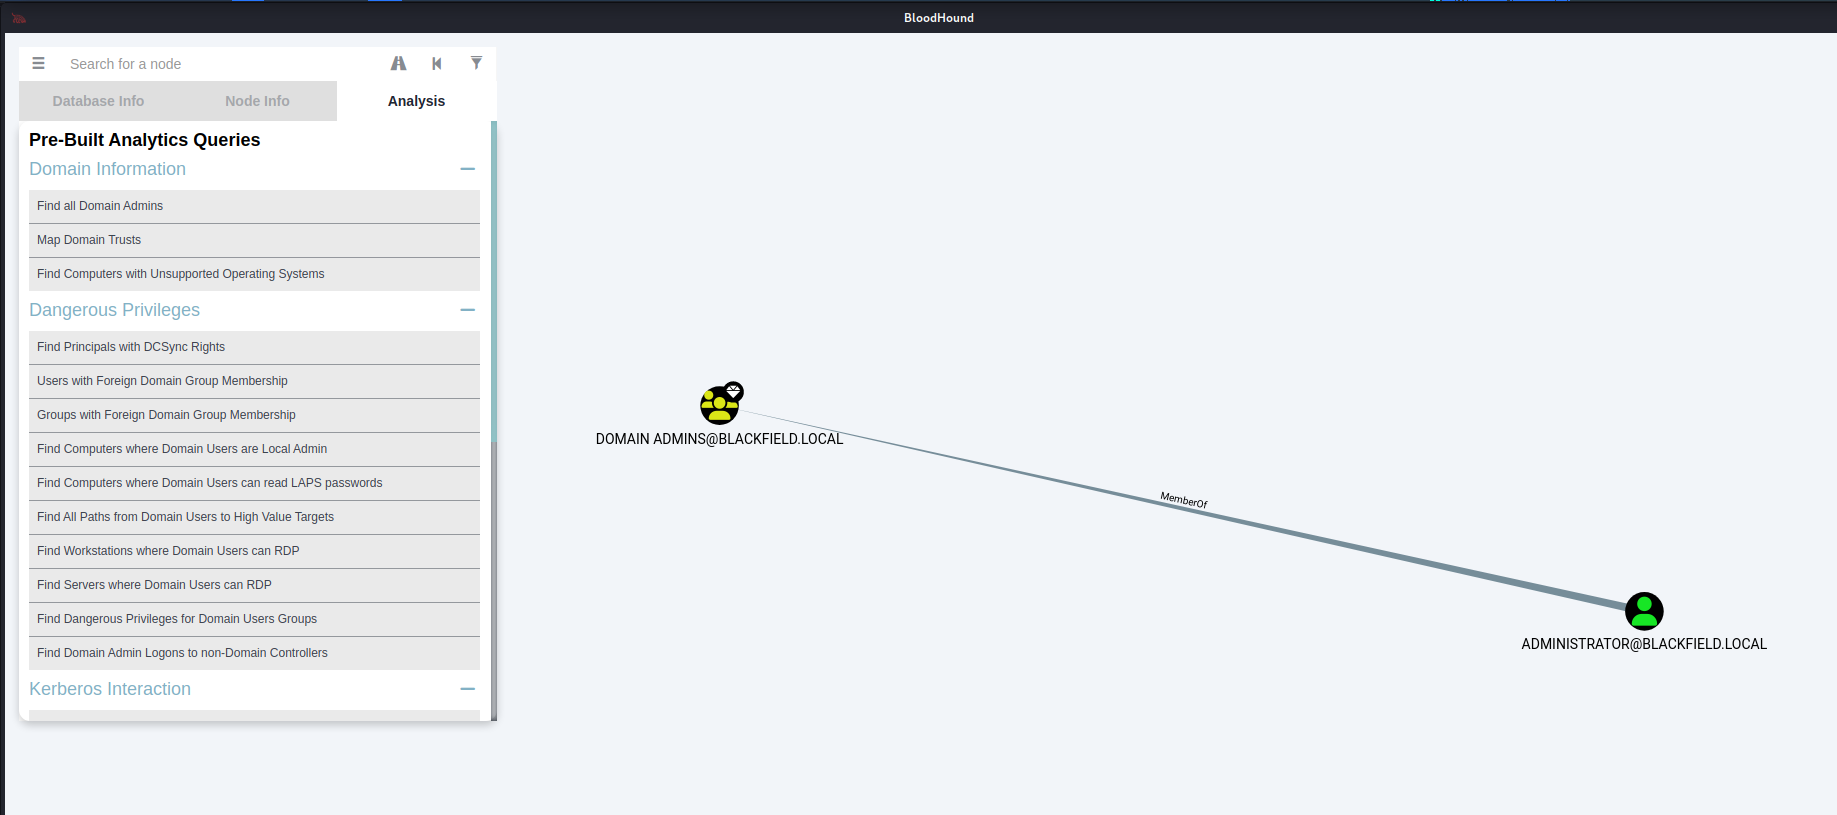 BloodHound
Search for a node
Database Info
Node Info
Analysis
Pre-Built Analytics Queries
Domain Information
Find all Domain Admins
Map Domain Trusts
Find Computers with Unsupported Operating Systems
Dangerous Privileges
Find Principals with DCSync Rights
Users with Foreign Domain Group Membership
Groups with Foreign Domain Group Membership
Find Computers where Domain Users are Local Admin
Find Computers where Domain Users can read LAPS passwords
Find All Paths from Domain Users to High Value Targets
Find Workstations where Domain Users can RDP
Find Servers where Domain Users can RDP
Find Dangerous Privileges for Domain Users Groups
Find Domain Admin Logons to non-Domain Controllers
Kerberos Interaction
DOMAIN ADMINS@BLACKFIELD.LOCAL
MemberOf
ADMINISTRATOR@BLACKFIELD.LOCAL